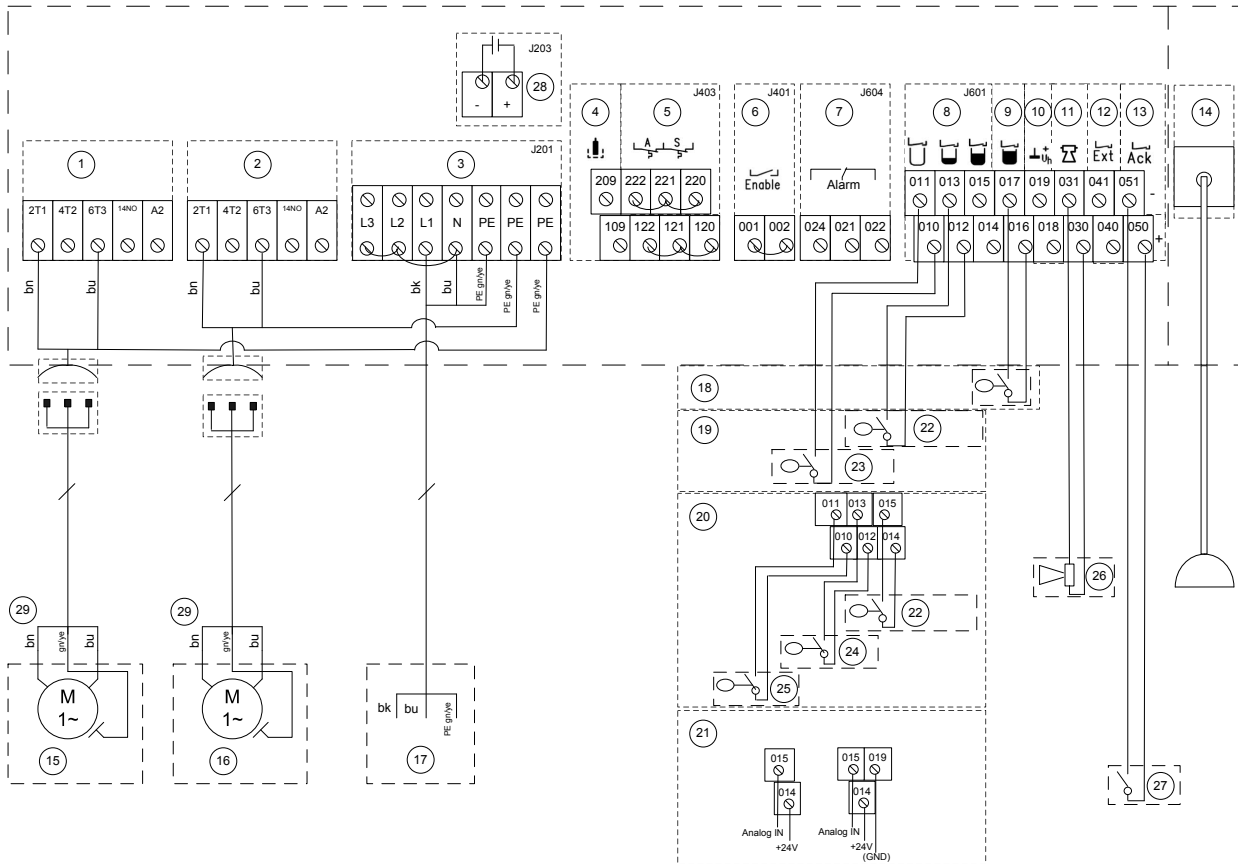 J203
- + 28
J403 J401 J604 J601
4 5 6 7 8 9 10 11 12 13 14
A S
+
Uh Ext Ack
1 2 3 J201
Enable Alarm
2T1 4T2 6T3 14NO A2
2T1 4T2 6T3 14NO A2
L3 L2 L1 N PE PE PE
209 222 221 220
011 013 015 017 019 031 041 051 -
109 122 121 120
001 002
024 021 022
010 012 014 016 018 030 040 050 +
bn bu
bn bu
bk bu PE gn/ye PE gn/ye PE gn/ye
18
19
22
23
20
011 013 015
010 012 014
26
22
24
25
29
bn gn/ye bu
29
bn gn/ye bu
M
1~
15
M
1~
16
bk bu PE gn/ye
17
21
015
014
015 019
014
Analog IN
+24V
Analog IN
+24V
(GND)
27